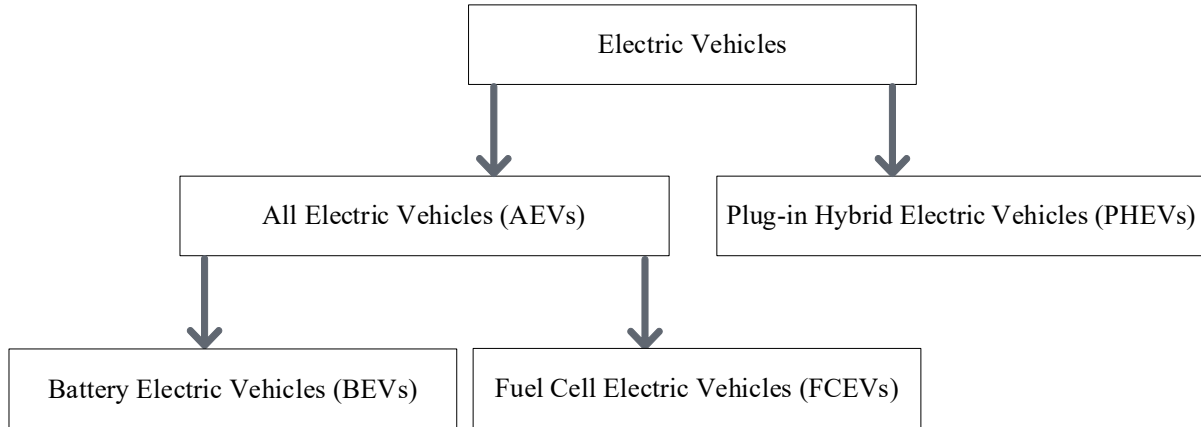 Electric Vehicles
All Electric Vehicles (AEVs)
Plug-in Hybrid Electric Vehicles (PHEVs)
Battery Electric Vehicles (BEVs)
Fuel Cell Electric Vehicles (FCEVs)